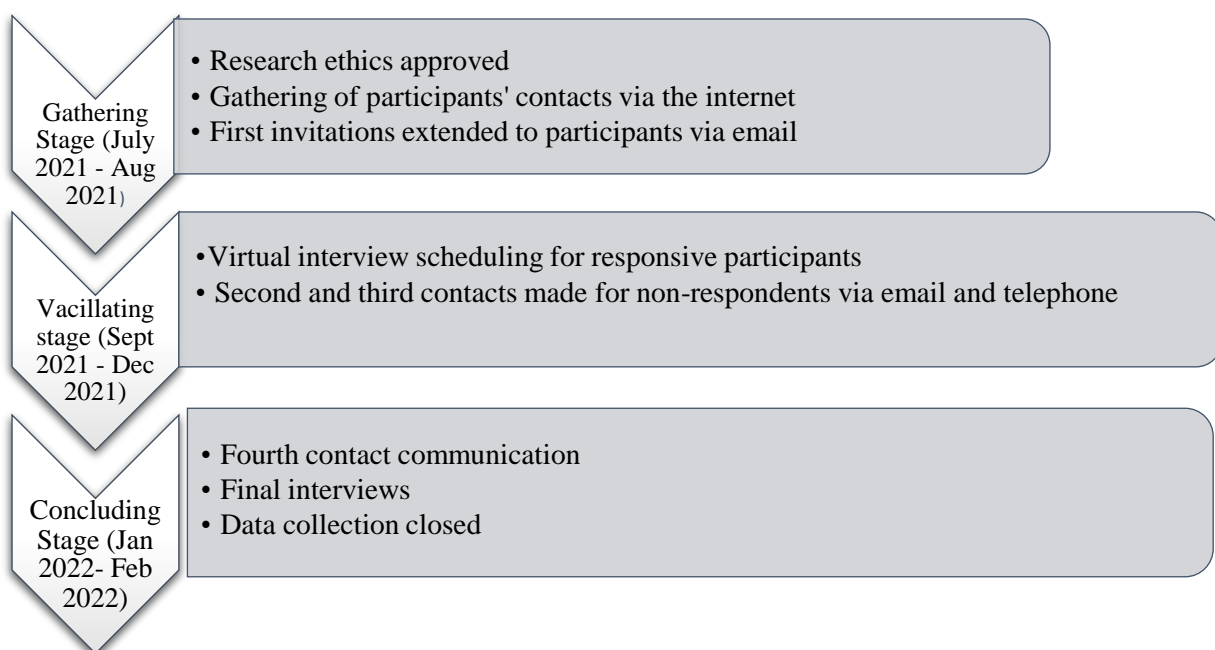 Gathering
Stage (July
2021 - Aug
2021)
• Research ethics approved
• Gathering of participants' contacts via the internet
• First invitations extended to participants via email
Vacillating
stage (Sept
2021 - Dec
2021)
•Virtual interview scheduling for responsive participants
• Second and third contacts made for non-respondents via email and telephone
Concluding
Stage (Jan
2022- Feb
2022)
• Fourth contact communication
• Final interviews
• Data collection closed